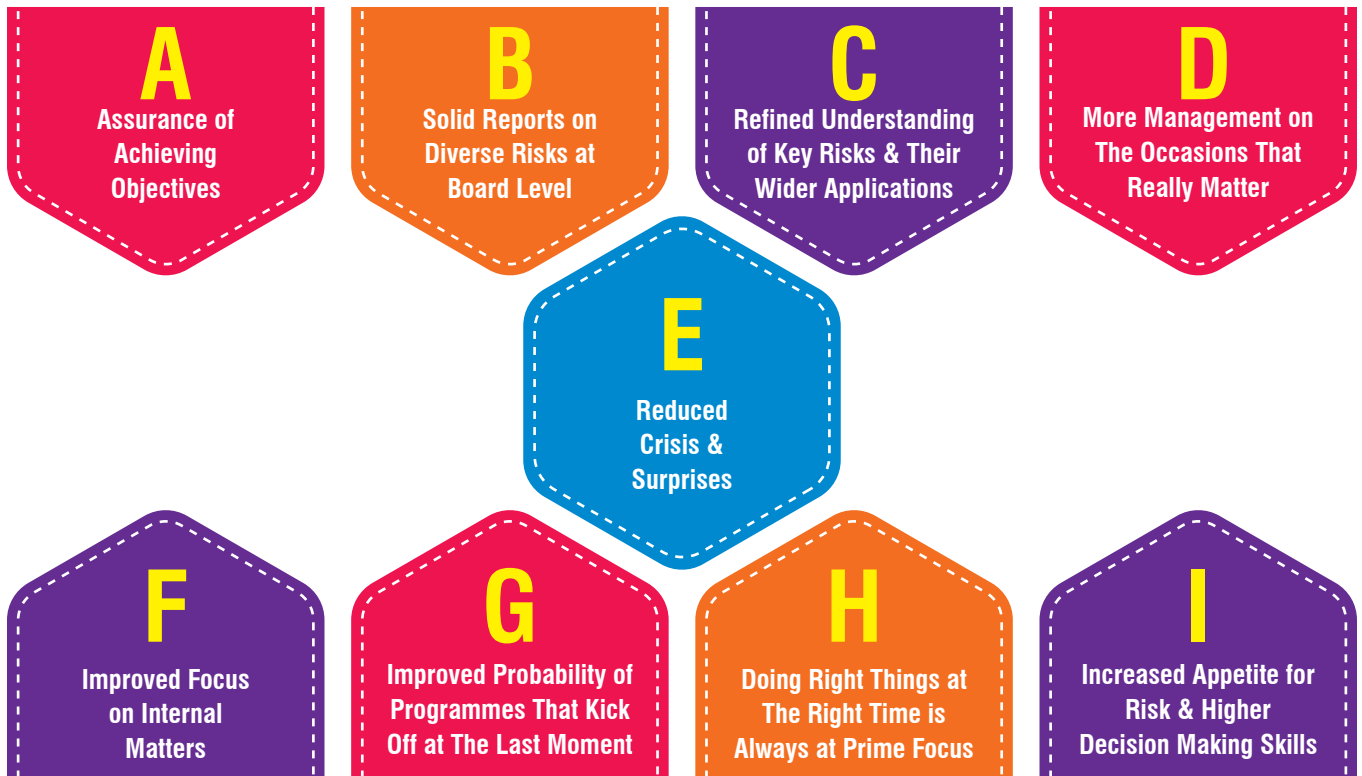 A
Assurance of
Achieving
Objectives
B
Solid Reports on
Diverse Risks at
Board Level
C
Refined Understanding
of Key Risks & Their
Wider Applications
D
More Management on
The Occasions That
Really Matter
E
Reduced
Crisis &
Surprises
F
Improved Focus
on Internal
Matters
G
Improved Probability of
Programmes That Kick
Off at The Last Moment
H
Doing Right Things at
The Right Time is
Always at Prime Focus
I
Increased Appetite for
Risk & Higher
Decision Making Skills